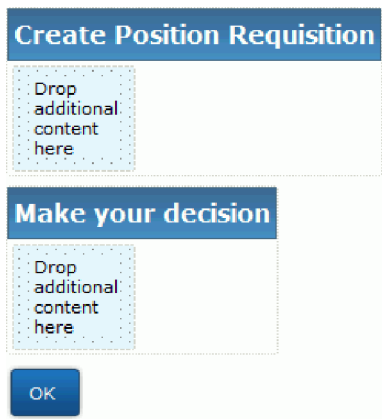 Create Position Requisition
Drop
additional
content
here
Make your decision
Drop
additional
content
here
OK